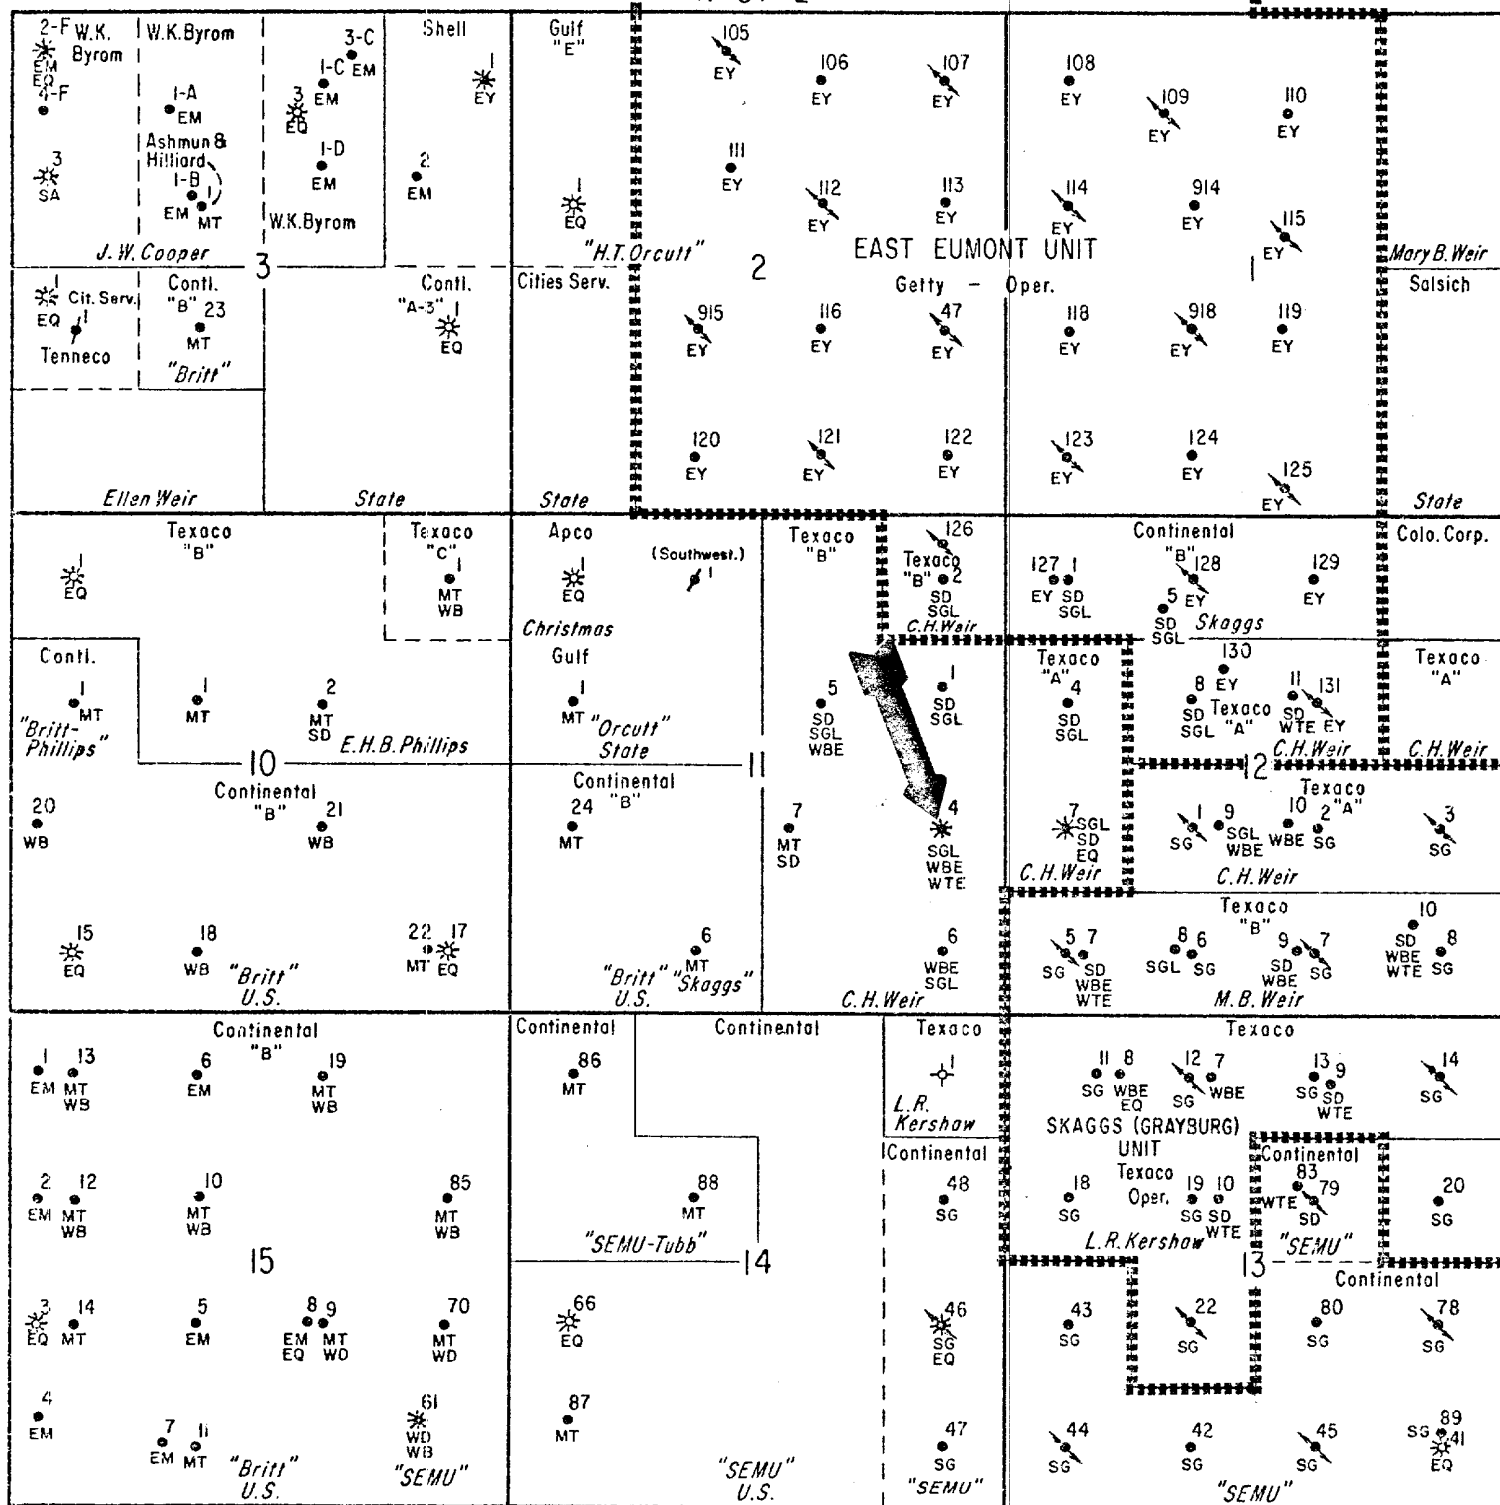 2-F W.K. Byrom
EM
EQ
4-F
3
SA
W.K.Byrom
1-A
EM
Ashmun &
Hilliard
1-B
EM
1
MT
J.W.Cooper
3-C
EM
1-C
EM
3
EQ
1-D
EM
W.K.Byrom
3
Shell
1
EY
2
EM
Gulf
"E"
1
EQ
"H.T.Orcutt"
105
EY
106
EY
107
EY
108
EY
109
EY
110
EY
111
EY
112
EY
113
EY
114
EY
914
EY
115
EY
2
EAST EUMONT UNIT
Getty – Oper.
1
Mary B. Weir
Salsich
State
1
Cit. Serv.
EQ
1
Tenneco
Contl.
"B"
23
MT
"Britt"
Contl.
"A-3"
1
EQ
Cities Serv.
Ellen Weir
State
State
915
EY
116
EY
47
EY
118
EY
918
EY
119
EY
120
EY
121
EY
122
EY
123
EY
124
EY
125
EY
Texaco
"B"
1
EQ
Texaco
"C"
1
MT
WB
Apco
1
EQ
(Southwest.)
1
Christmas
Texaco
"B"
126
Texaco
"B"
2
SD
SGL
C.H.Weir
127
EY
1
SD
SGL
Continental
"B"
128
EY
5
SD
SGL
Skaggs
129
EY
Colo. Corp.
Contl.
1
MT
"Britt-
Phillips"
1
MT
2
MT
SD
E.H.B.Phillips
10
Gulf
1
MT
"Orcutt"
State
11
5
SD
SGL
WBE
1
SD
SGL
Texaco
"A"
4
SD
SGL
130
EY
8
SD
SGL
Texaco
"A"
11
SD
WTE
131
EY
C.H.Weir
12
Texaco
"A"
C.H.Weir
Continental
"B"
20
WB
21
WB
15
EQ
18
WB
22
MT
17
EQ
"Britt"
U.S.
Continental
"B"
24
MT
6
MT
"Britt" "Skaggs"
U.S.
7
MT
SD
4
SGL
WBE
WTE
6
WBE
SGL
C.H.Weir
7
SGL
SD
EQ
C.H.Weir
Texaco
"A"
1
SG
9
SGL
WBE
10
WBE
2
SG
3
SG
C.H.Weir
Texaco
"B"
5
SG
7
SD
WBE
WTE
8
SGL
6
SG
9
SD
WBE
7
SG
10
SD
WBE
WTE
8
SG
M.B.Weir
Continental
"B"
1
EM
13
MT
WB
6
EM
19
MT
WB
2
EM
12
MT
WB
10
MT
WB
85
MT
WB
15
3
EQ
14
MT
5
EM
8
EM
EQ
9
MT
WD
70
MT
WD
4
EM
7
EM
11
MT
61
WD
WB
"Britt"
U.S.
"SEMU"
Continental
86
MT
Continental
88
MT
"SEMU-Tubb"
14
66
EQ
87
MT
"SEMU"
U.S.
Texaco
1
L.R.
Kershaw
Continental
48
SG
46
SG
EQ
47
SG
"SEMU"
Texaco
11
SG
8
WBE
EQ
12
SG
7
WBE
13
SG
9
SD
WTE
14
SG
SKAGGS (GRAYBURG)
UNIT
Texaco
Oper.
18
SG
19
SG
10
SD
WTE
L.R.Kershaw
Continental
83
WTE
79
SD
"SEMU"
20
SG
13
Continental
43
SG
22
SG
80
SG
78
SG
44
SG
42
SG
45
SG
89
SG
41
EQ
"SEMU"